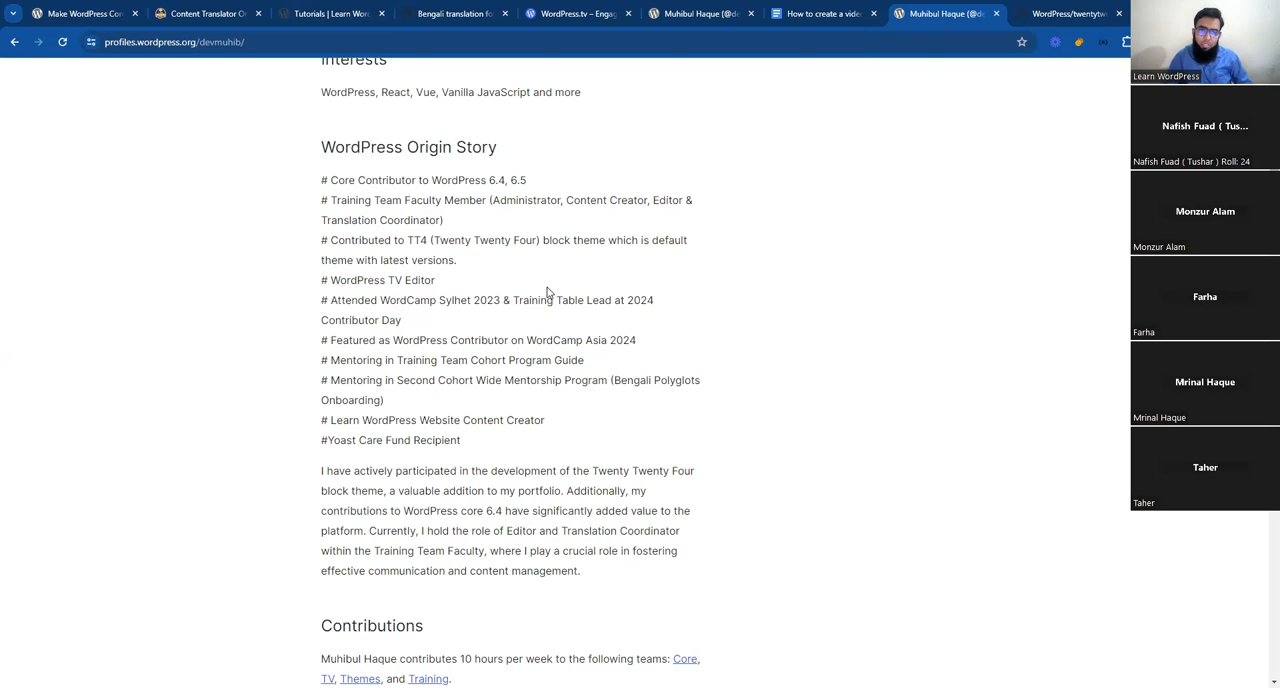 Make WordPress Con
Content Translator Or
Tutorials | Learn Wor
Bengali translation fo
WordPress.tv – Engag
Muhibul Haque (@de
How to create a vide
Muhibul Haque (@de
WordPress/twentytw
profiles.wordpress.org/devmuhib/
Interests
WordPress, React, Vue, Vanilla JavaScript and more
WordPress Origin Story
# Core Contributor to WordPress 6.4, 6.5
# Training Team Faculty Member (Administrator, Content Creator, Editor &
Translation Coordinator)
# Contributed to TT4 (Twenty Twenty Four) block theme which is default
theme with latest versions.
# WordPress TV Editor
# Attended WordCamp Sylhet 2023 & Training Table Lead at 2024
Contributor Day
# Featured as WordPress Contributor on WordCamp Asia 2024
# Mentoring in Training Team Cohort Program Guide
# Mentoring in Second Cohort Wide Mentorship Program (Bengali Polyglots
Onboarding)
# Learn WordPress Website Content Creator
#Yoast Care Fund Recipient
I have actively participated in the development of the Twenty Twenty Four
block theme, a valuable addition to my portfolio. Additionally, my
contributions to WordPress core 6.4 have significantly added value to the
platform. Currently, I hold the role of Editor and Translation Coordinator
within the Training Team Faculty, where I play a crucial role in fostering
effective communication and content management.
Contributions
Muhibul Haque contributes 10 hours per week to the following teams: Core,
TV, Themes, and Training.
Learn WordPress
Nafish Fuad ( Tus...
Nafish Fuad ( Tushar ) Roll: 24
Monzur Alam
Monzur Alam
Farha
Farha
Mrinal Haque
Mrinal Haque
Taher
Taher